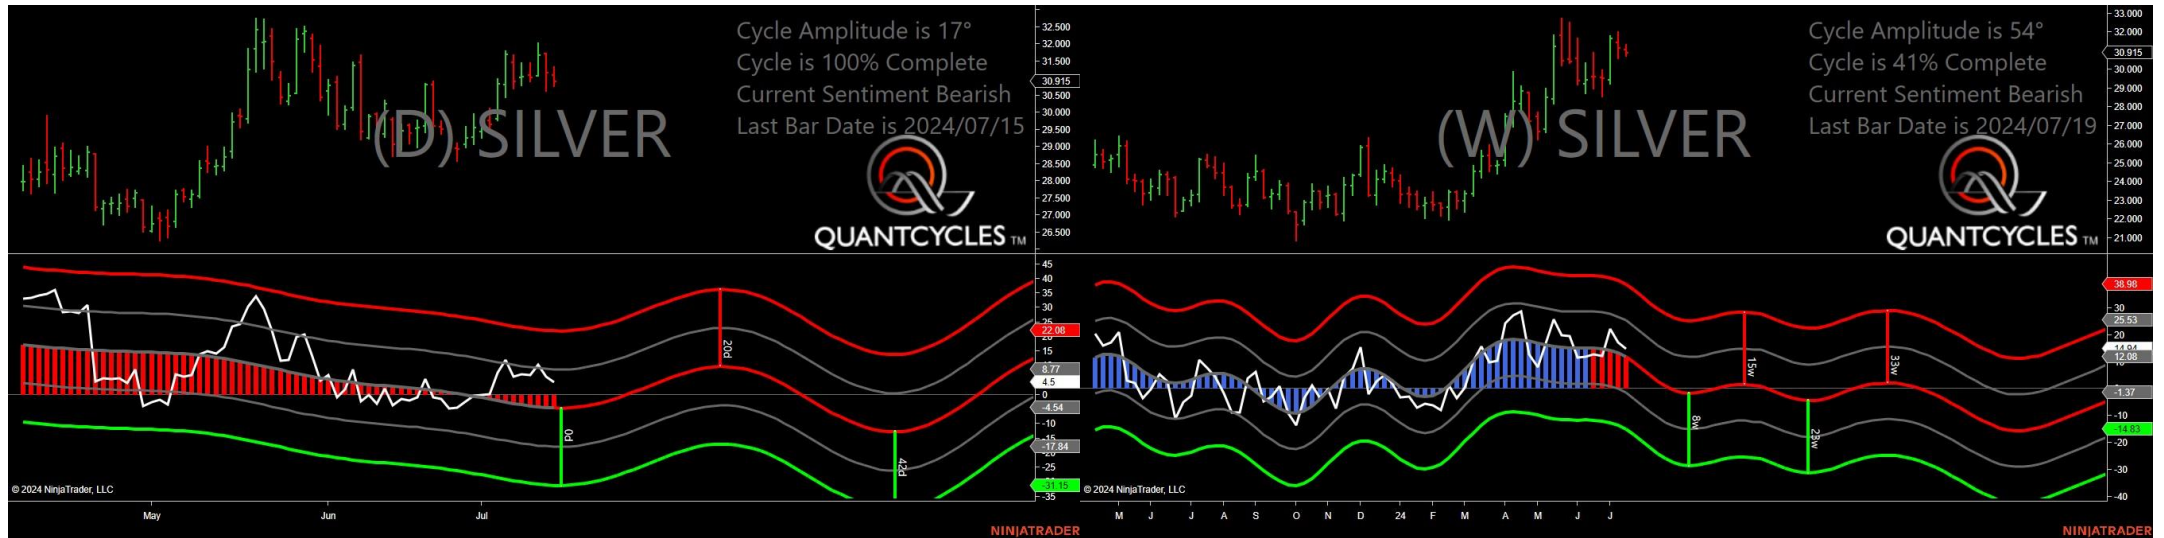 Cycle Amplitude is 17°
Cycle is 100% Complete
Current Sentiment Bearish
Last Bar Date is 2024/07/15
(D) SILVER
QUANTCYCLES TM
32.500
32.000
31.500
30.915
30.500
30.000
29.500
29.000
28.500
28.000
27.500
27.000
26.500
45
40
35
30
25
22.08
15
8.77
4.5
0
-4.54
-10
-15
-17.84
-25
-31.15
-35
0d
20d
42d
© 2024 NinjaTrader, LLC
May
Jun
Jul
NINJATRADER
Cycle Amplitude is 54°
Cycle is 41% Complete
Current Sentiment Bearish
Last Bar Date is 2024/07/19
(W) SILVER
QUANTCYCLES TM
33.000
32.000
30.915
30.000
29.000
28.000
27.000
26.000
25.000
24.000
23.000
22.000
21.000
38.98
30
25.53
20
14.94
12.08
-1.37
-10
-14.83
-20
-30
-40
8w
15w
23w
33w
© 2024 NinjaTrader, LLC
M J J A S O N D 24 F M A M J J
NINJATRADER